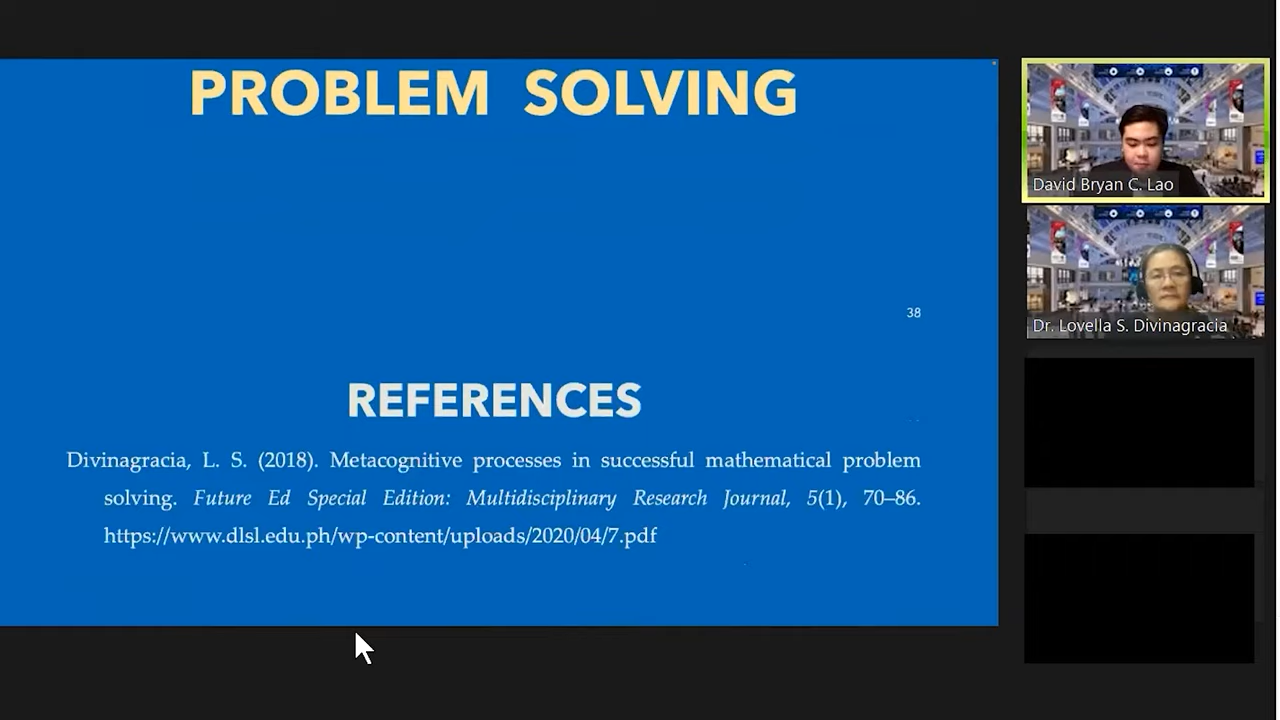 PROBLEM SOLVING
38
REFERENCES
Divinagracia, L. S. (2018). Metacognitive processes in successful mathematical problem
solving. Future Ed Special Edition: Multidisciplinary Research Journal, 5(1), 70–86.
https://www.dlsl.edu.ph/wp-content/uploads/2020/04/7.pdf
David Bryan C. Lao
Dr. Lovella S. Divinagracia